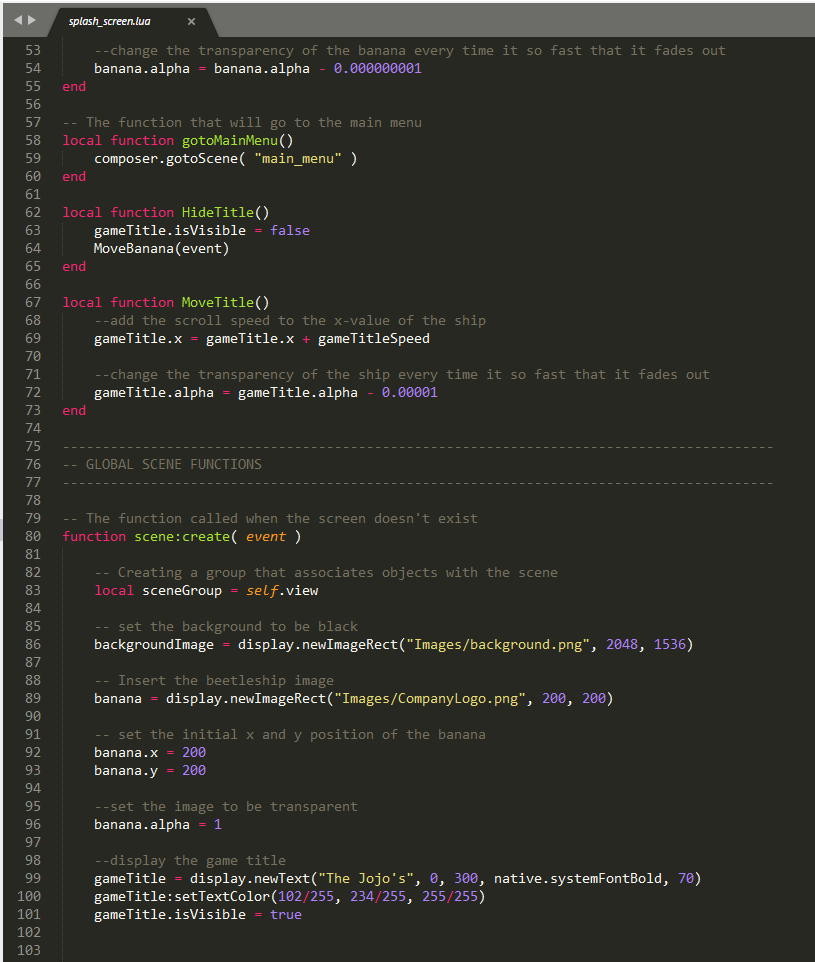 splash_screen.lua ×
53 --change the transparency of the banana every time it so fast that it fades out
54 banana.alpha = banana.alpha - 0.000000001
55 end
56
57 -- The function that will go to the main menu
58 local function gotoMainMenu()
59 composer.gotoScene( "main_menu" )
60 end
61
62 local function HideTitle()
63 gameTitle.isVisible = false
64 MoveBanana(event)
65 end
66
67 local function MoveTitle()
68 --add the scroll speed to the x-value of the ship
69 gameTitle.x = gameTitle.x + gameTitleSpeed
70
71 --change the transparency of the ship every time it so fast that it fades out
72 gameTitle.alpha = gameTitle.alpha - 0.00001
73 end
74
75 -----------------------------------------------------------------------------------------
76 -- GLOBAL SCENE FUNCTIONS
77 -----------------------------------------------------------------------------------------
78
79 -- The function called when the screen doesn't exist
80 function scene:create( event )
81
82 -- Creating a group that associates objects with the scene
83 local sceneGroup = self.view
84
85 -- set the background to be black
86 backgroundImage = display.newImageRect("Images/background.png", 2048, 1536)
87
88 -- Insert the beetleship image
89 banana = display.newImageRect("Images/CompanyLogo.png", 200, 200)
90
91 -- set the initial x and y position of the banana
92 banana.x = 200
93 banana.y = 200
94
95 --set the image to be transparent
96 banana.alpha = 1
97
98 --display the game title
99 gameTitle = display.newText("The Jojo's", 0, 300, native.systemFontBold, 70)
100 gameTitle:setTextColor(102/255, 234/255, 255/255)
101 gameTitle.isVisible = true
102
103